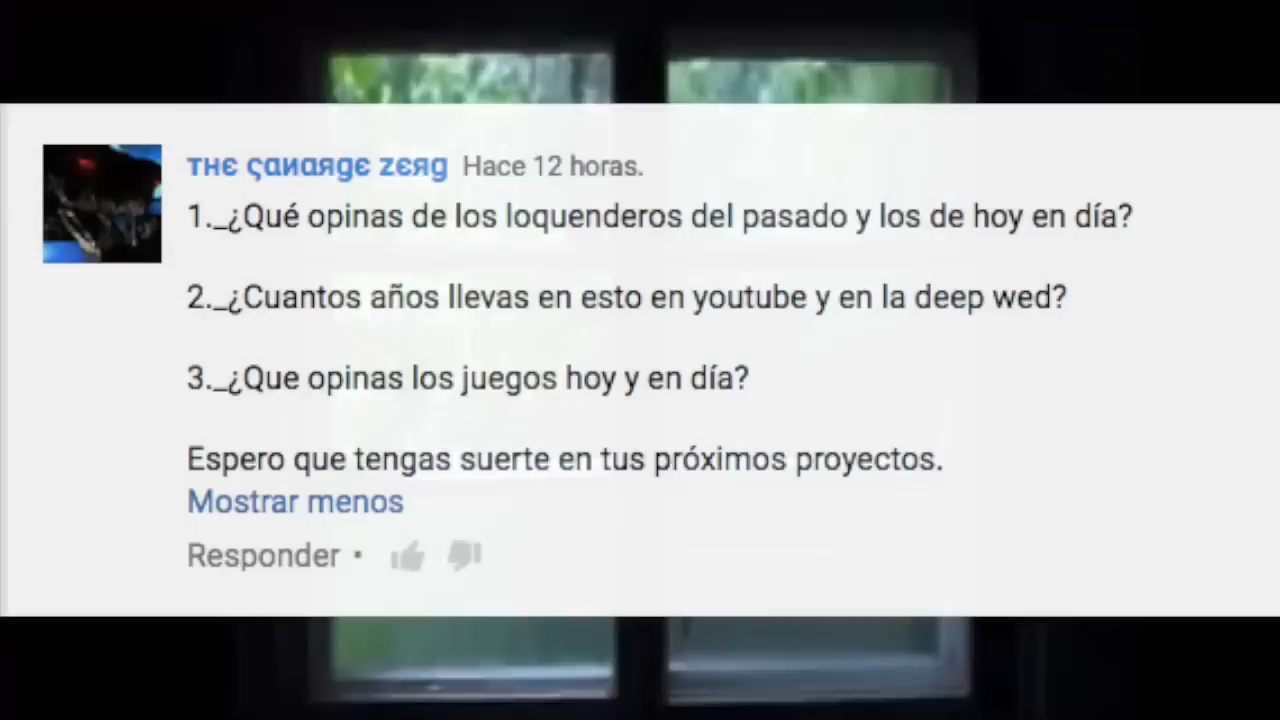 тнє ςαиαяgє zєяg Hace 12 horas.
1._¿Qué opinas de los loquenderos del pasado y los de hoy en día?
2._¿Cuantos años llevas en esto en youtube y en la deep wed?
3._¿Que opinas los juegos hoy y en día?
Espero que tengas suerte en tus próximos proyectos.
Mostrar menos
Responder •